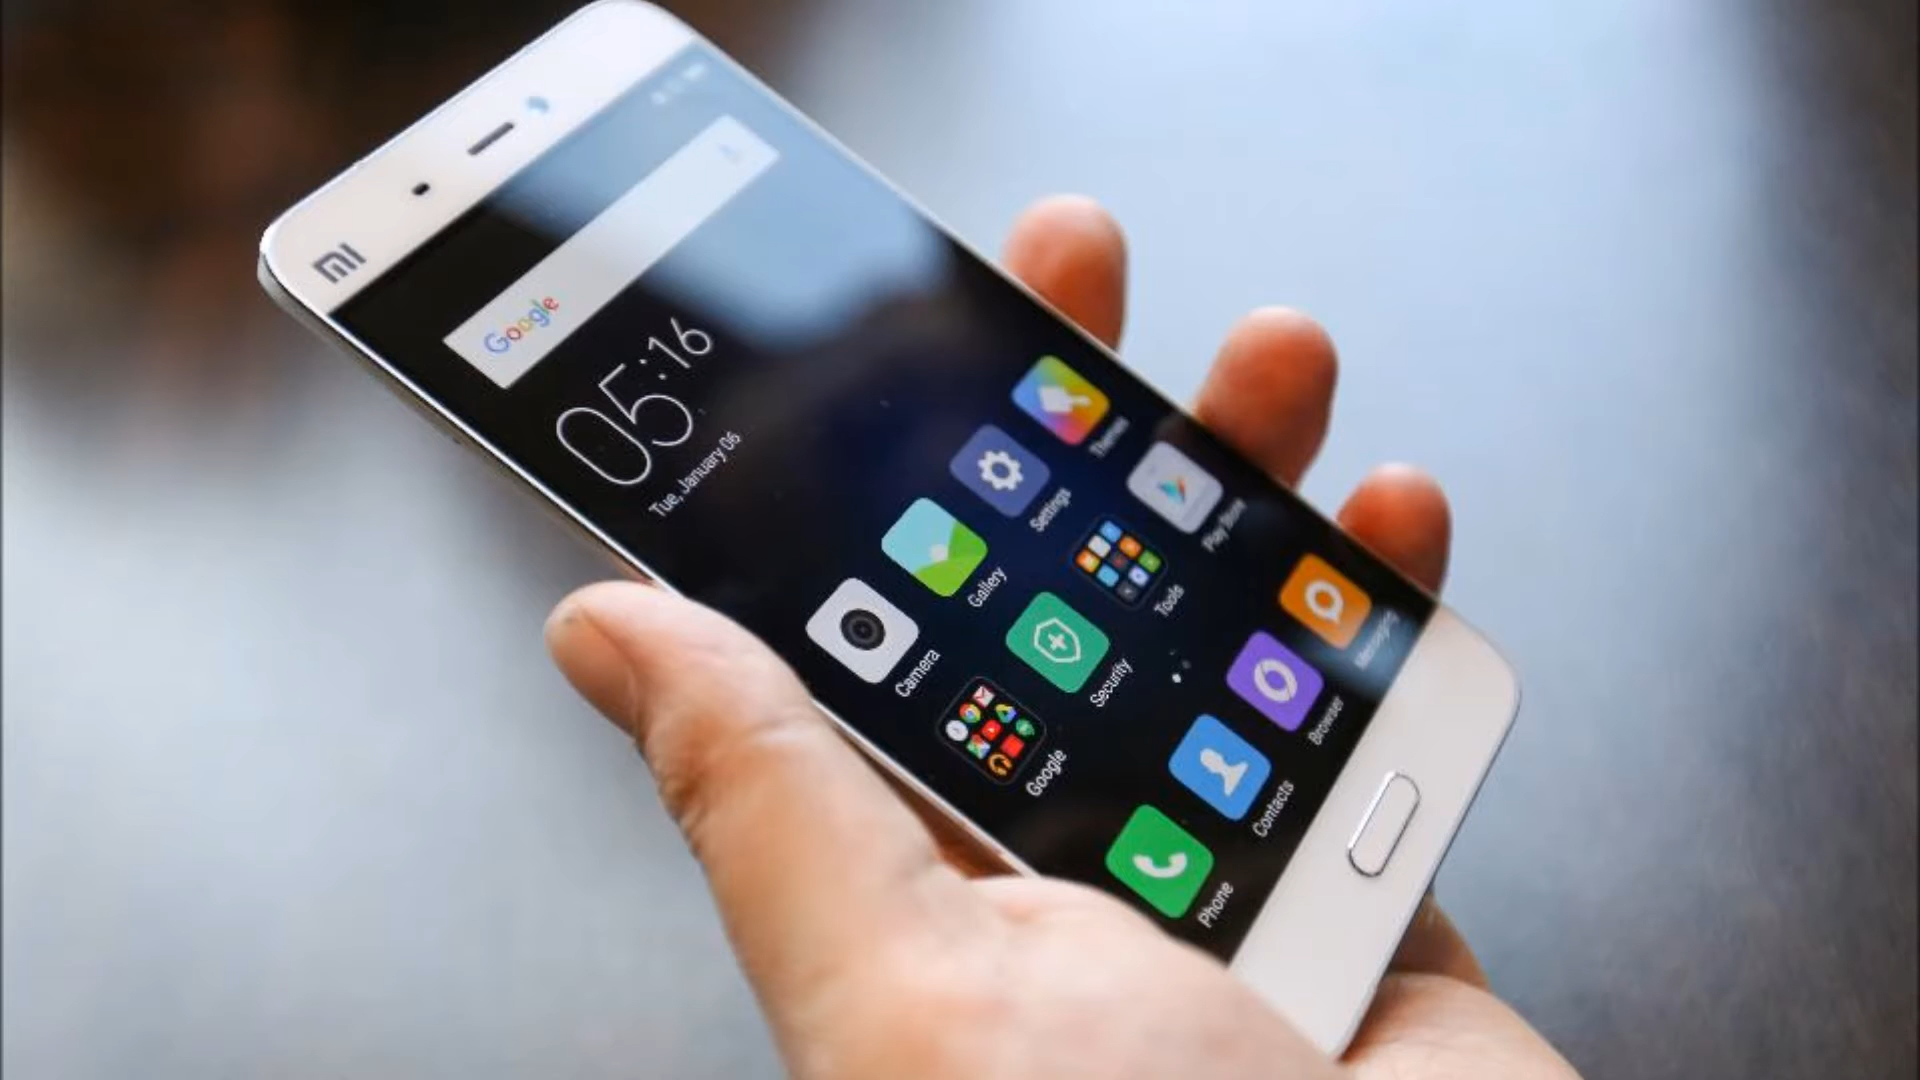 MI
Google
05:16
Tue, January 06
Camera
Gallery
Settings
Themes
Google
Security
Tools
Play Store
Phone
Contacts
Browser
Messaging